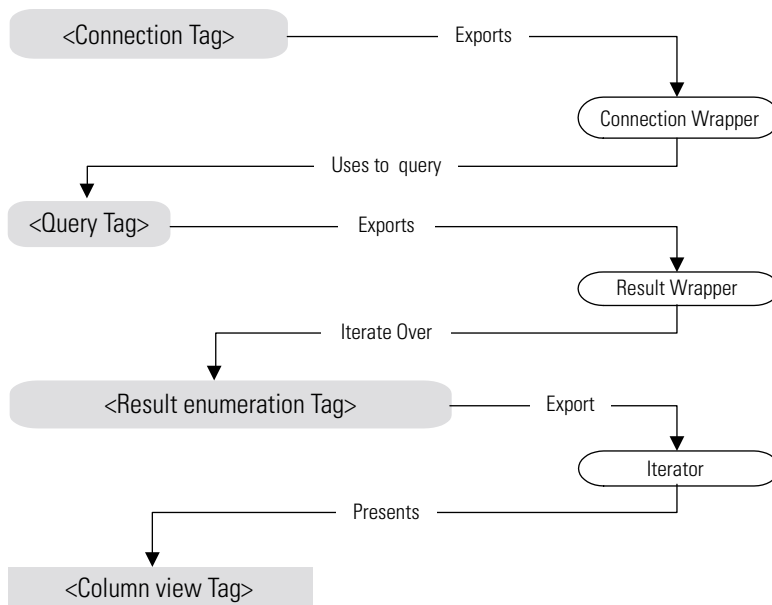 <Connection Tag>
Exports
Connection Wrapper
Uses to query
<Query Tag>
Exports
Result Wrapper
Iterate Over
<Result enumeration Tag>
Export
Iterator
Presents
<Column view Tag>